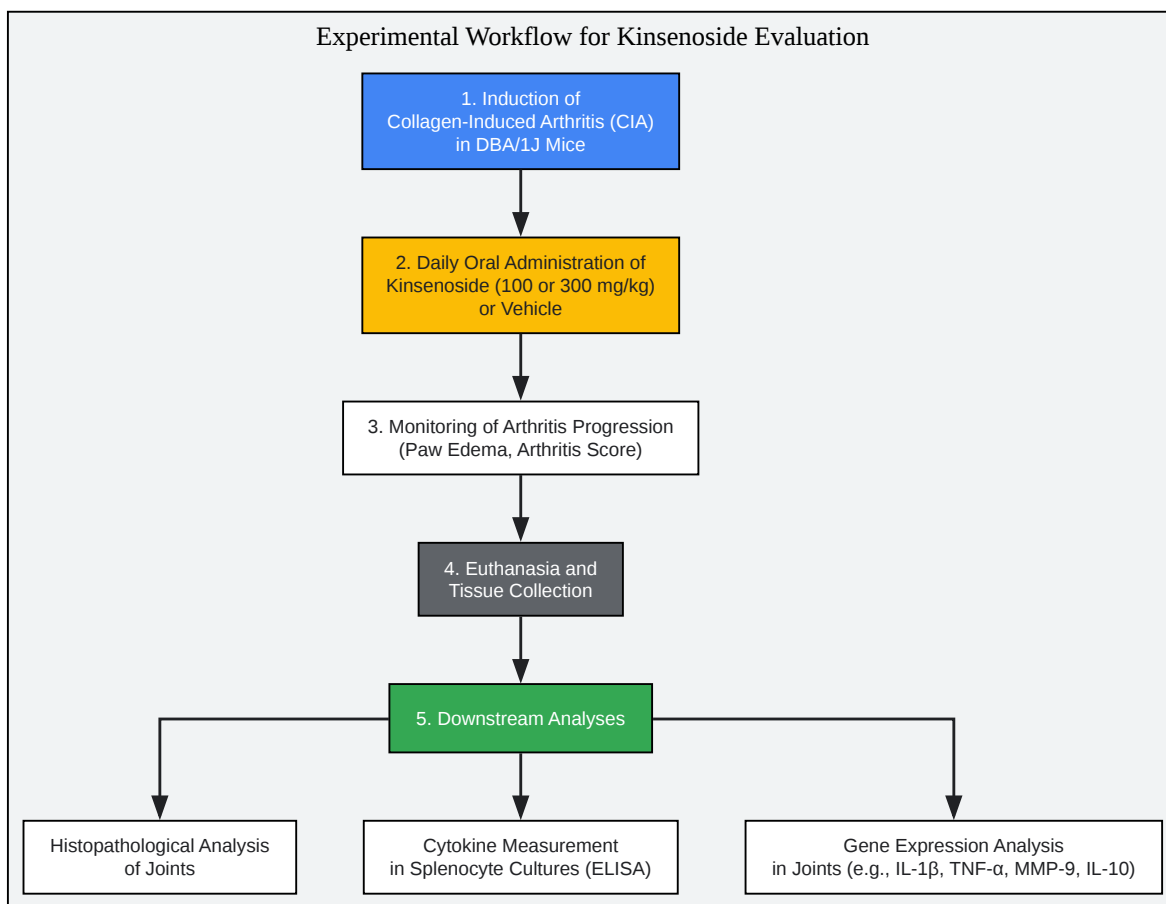 Experimental Workflow for Kinsenoside Evaluation
1. Induction of
Collagen-Induced Arthritis (CIA)
in DBA/1J Mice
2. Daily Oral Administration of
Kinsenoside (100 or 300 mg/kg)
or Vehicle
3. Monitoring of Arthritis Progression
(Paw Edema, Arthritis Score)
4. Euthanasia and
Tissue Collection
5. Downstream Analyses
Histopathological Analysis
of Joints
Cytokine Measurement
in Splenocyte Cultures (ELISA)
Gene Expression Analysis
in Joints (e.g., IL-1β, TNF-α, MMP-9, IL-10)